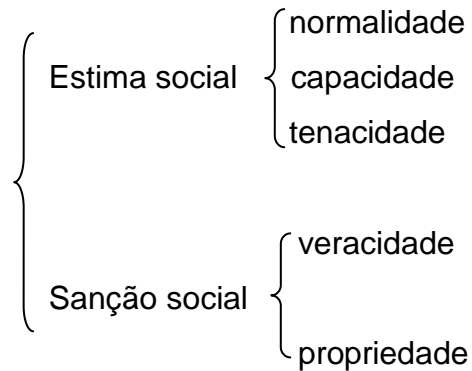 normalidade
Estima social
capacidade
tenacidade
veracidade
Sanção social
propriedade